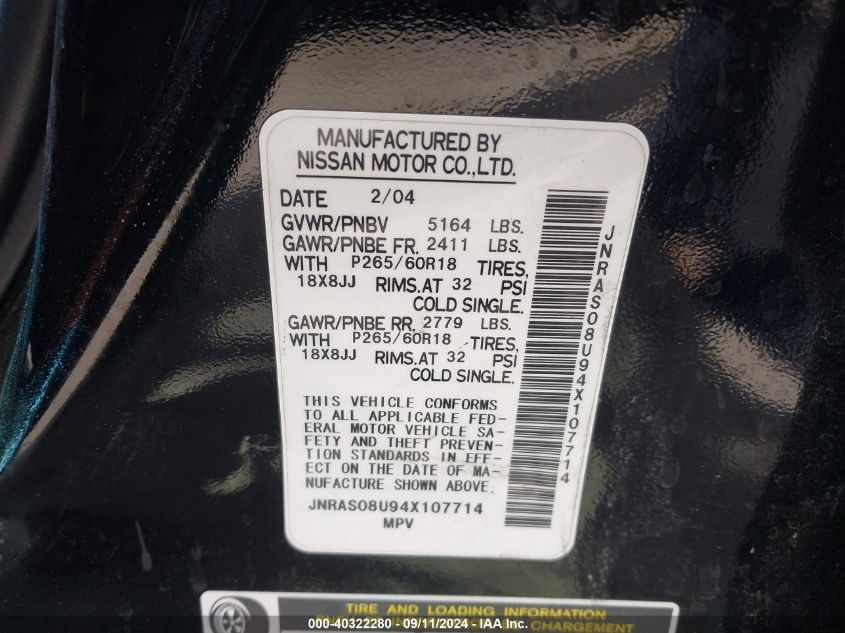 MANUFACTURED BY
NISSAN MOTOR CO.,LTD.
DATE 2/04
GVWR/PNBV 5164 LBS.
GAWR/PNBE FR. 2411 LBS.
WITH P265/60R18 TIRES,
18X8JJ RIMS.AT 32 PSI
COLD SINGLE.
GAWR/PNBE RR. 2779 LBS.
WITH P265/60R18 TIRES,
18X8JJ RIMS.AT 32 PSI
COLD SINGLE.
THIS VEHICLE CONFORMS
TO ALL APPLICABLE FED-
ERAL MOTOR VEHICLE SA-
FETY AND THEFT PREVEN-
TION STANDARDS IN EFF-
ECT ON THE DATE OF MA-
NUFACTURE SHOWN ABOVE.
JNRAS08U94X107714
MPV
JNRAS08U94X107714
TIRE AND LOADING INFORMATION
CHARGEMENT
000-40322280 - 09/11/2024 - IAA Inc.